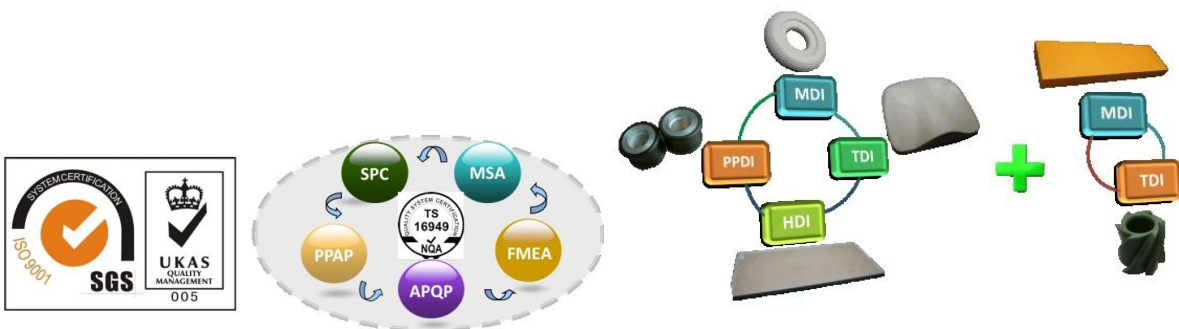 SYSTEM CERTIFICATION
ISO 9001
SGS
UKAS
QUALITY
MANAGEMENT
005
SPC
MSA
QUALITY SYSTEM CERTIFICATION
TS
16949
NQA
PPAP
FMEA
APQP
MDI
PPDI
TDI
HDI
MDI
TDI